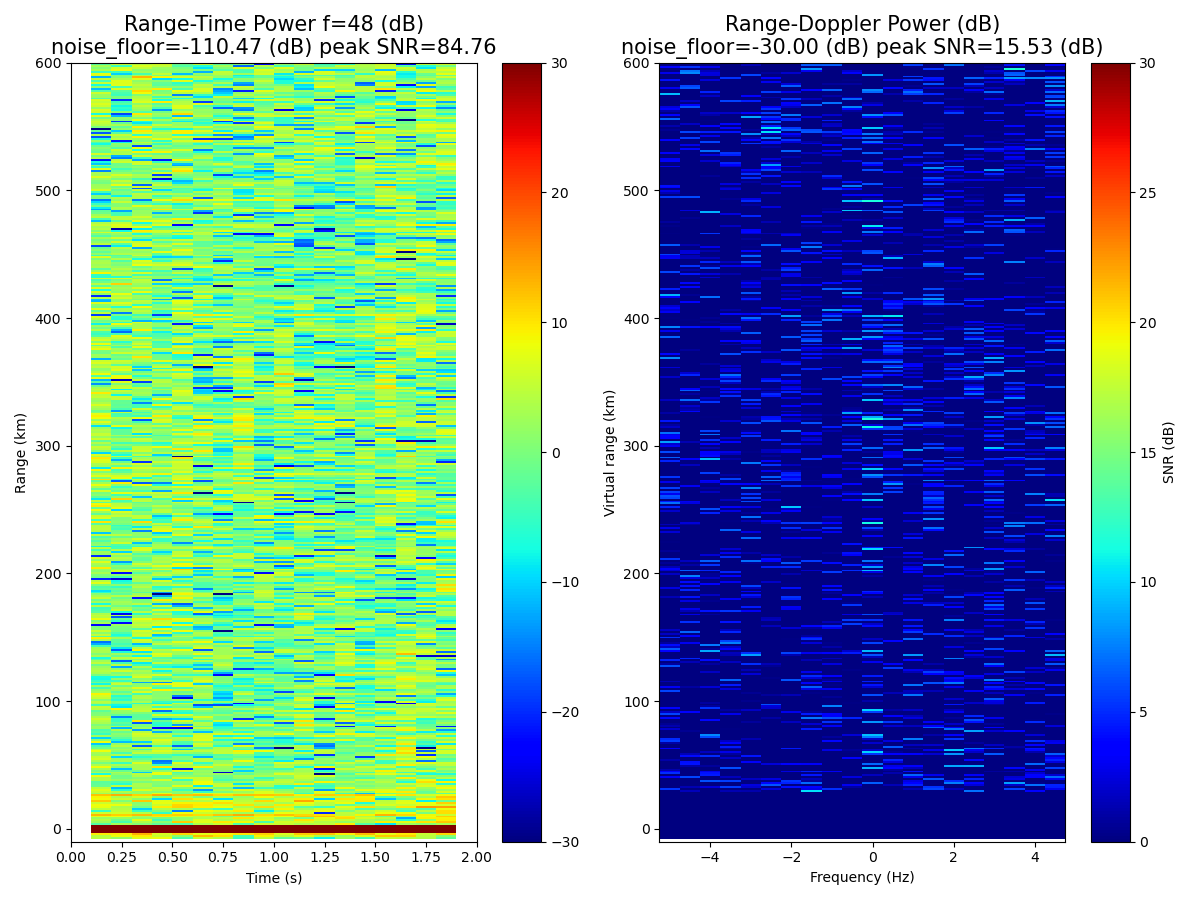 Range-Time Power f=48 (dB)
noise_floor=-110.47 (dB) peak SNR=84.76
600
500
400
300
200
100
0
Range (km)
0.00 0.25 0.50 0.75 1.00 1.25 1.50 1.75 2.00
Time (s)
30
20
10
0
−10
−20
−30
Range-Doppler Power (dB)
noise_floor=-30.00 (dB) peak SNR=15.53 (dB)
600
500
400
300
200
100
0
Virtual range (km)
−4 −2 0 2 4
Frequency (Hz)
30
25
20
15
10
5
0
SNR (dB)